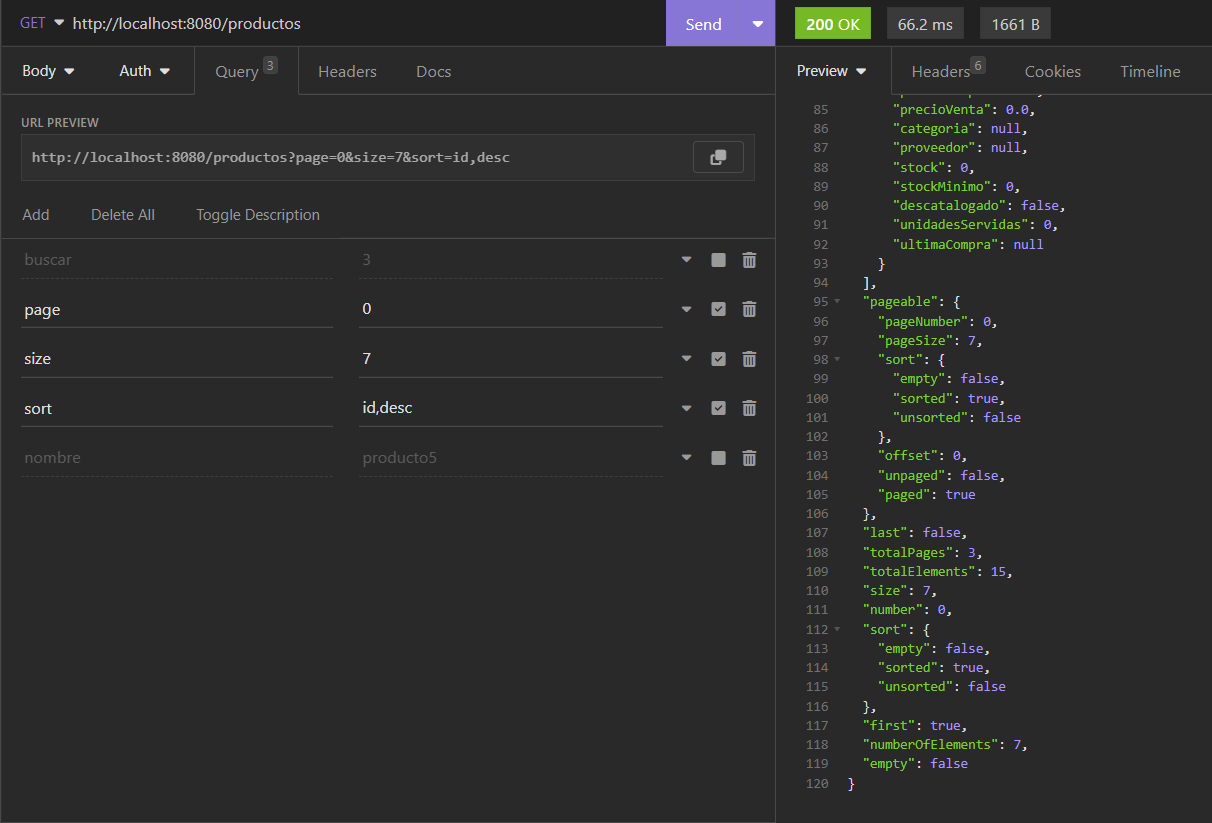 GET http://localhost:8080/productos Send 200 OK 66.2 ms 1661 B
Body Auth Query 3 Headers Docs
URL PREVIEW
http://localhost:8080/productos?page=0&size=7&sort=id,desc
Add Delete All Toggle Description
buscar 3
page 0
size 7
sort id,desc
nombre producto5
Preview Headers 6 Cookies Timeline
85 "precioVenta": 0.0,
86 "categoria": null,
87 "proveedor": null,
88 "stock": 0,
89 "stockMinimo": 0,
90 "descatalogado": false,
91 "unidadesServidas": 0,
92 "ultimaCompra": null
93 }
94 ],
95 "pageable": {
96 "pageNumber": 0,
97 "pageSize": 7,
98 "sort": {
99 "empty": false,
100 "sorted": true,
101 "unsorted": false
102 },
103 "offset": 0,
104 "unpaged": false,
105 "paged": true
106 },
107 "last": false,
108 "totalPages": 3,
109 "totalElements": 15,
110 "size": 7,
111 "number": 0,
112 "sort": {
113 "empty": false,
114 "sorted": true,
115 "unsorted": false
116 },
117 "first": true,
118 "numberOfElements": 7,
119 "empty": false
120 }